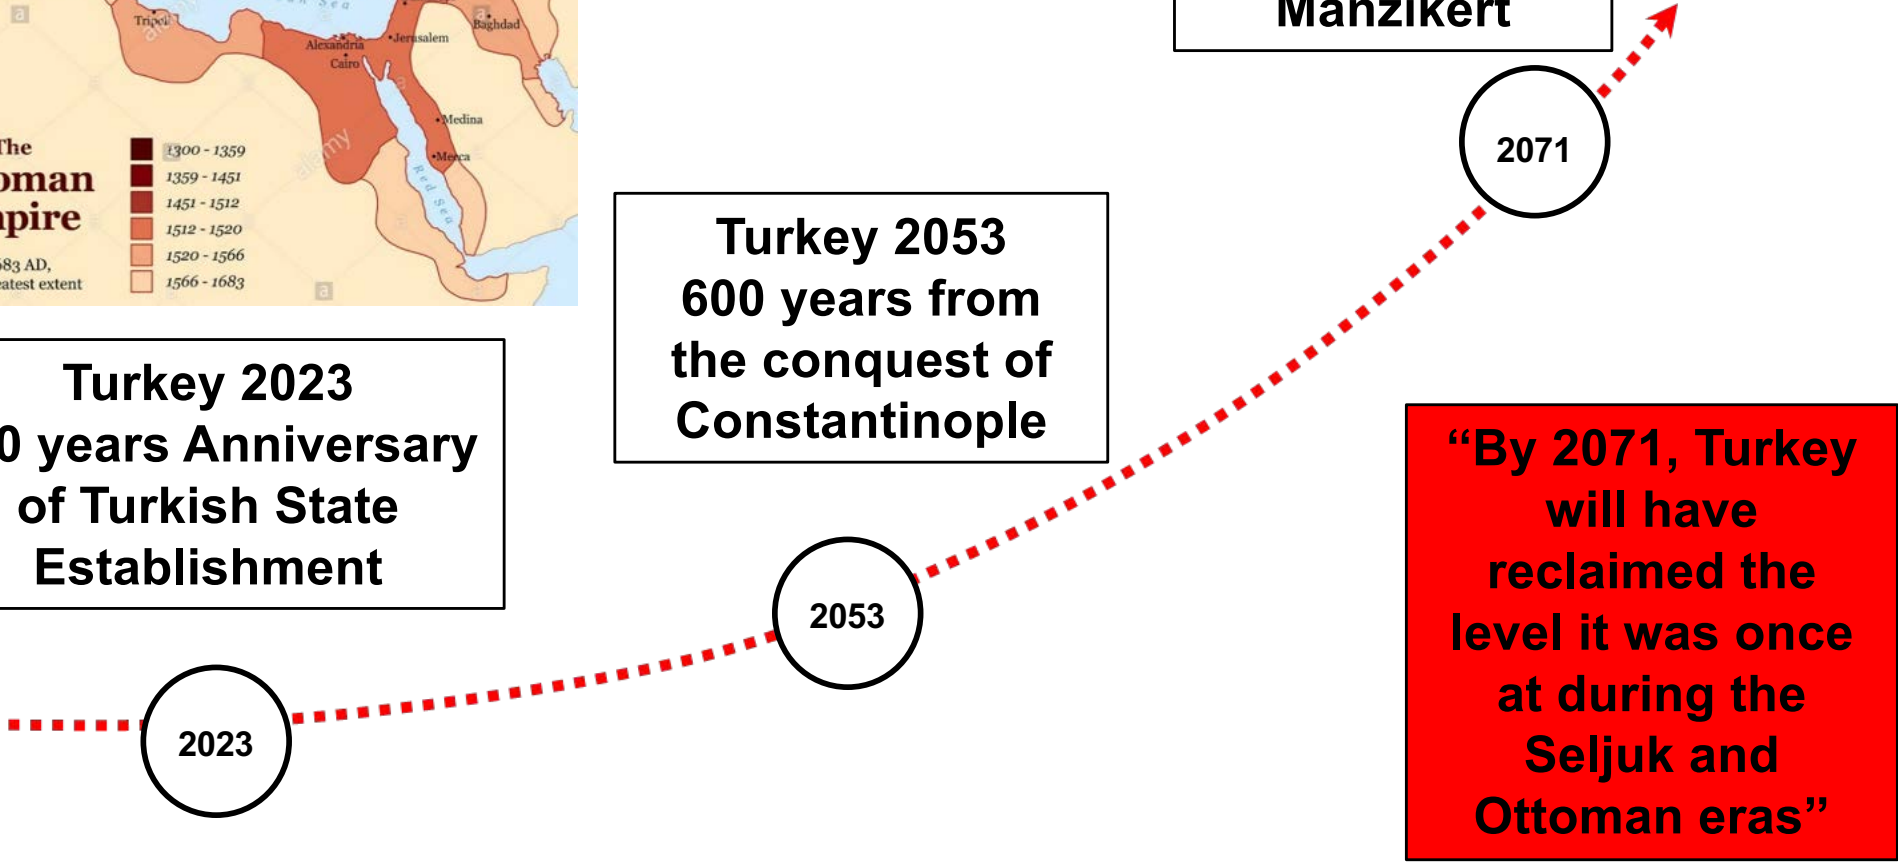 Tripoli
Alexandria
Jerusalem
Cairo
Baghdad
Medina
Mecca
Red Sea
Sea
The
oman
pire
683 AD,
eatest extent
1300 - 1359
1359 - 1451
1451 - 1512
1512 - 1520
1520 - 1566
1566 - 1683
alamy
a
Manzikert
2071
Turkey 2053
600 years from
the conquest of
Constantinople
Turkey 2023
0 years Anniversary
of Turkish State
Establishment
2053
2023
“By 2071, Turkey
will have
reclaimed the
level it was once
at during the
Seljuk and
Ottoman eras”